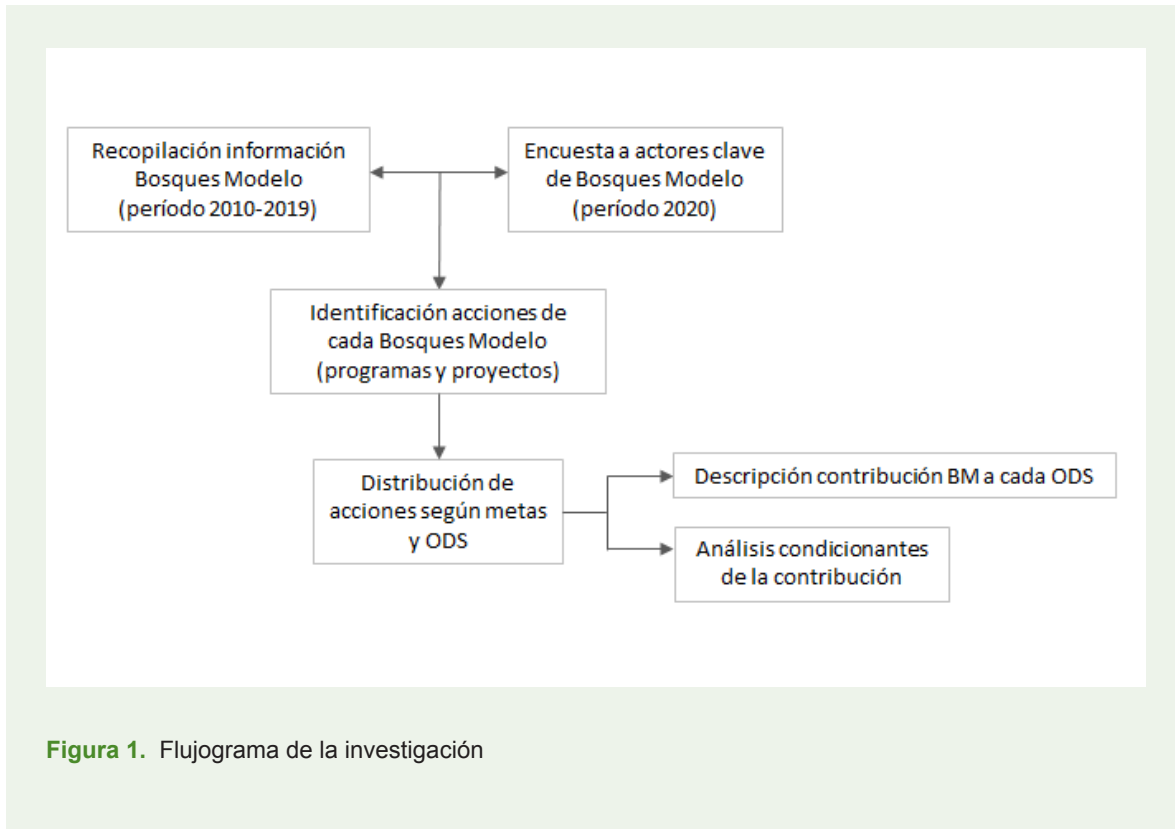 Recopilación información
Bosques Modelo
(período 2010-2019)
Encuesta a actores clave
de Bosques Modelo
(período 2020)
Identificación acciones de
cada Bosques Modelo
(programas y proyectos)
Distribución de
acciones según metas
y ODS
Descripción contribución BM a cada ODS
Análisis condicionantes
de la contribución
Figura 1. Flujograma de la investigación